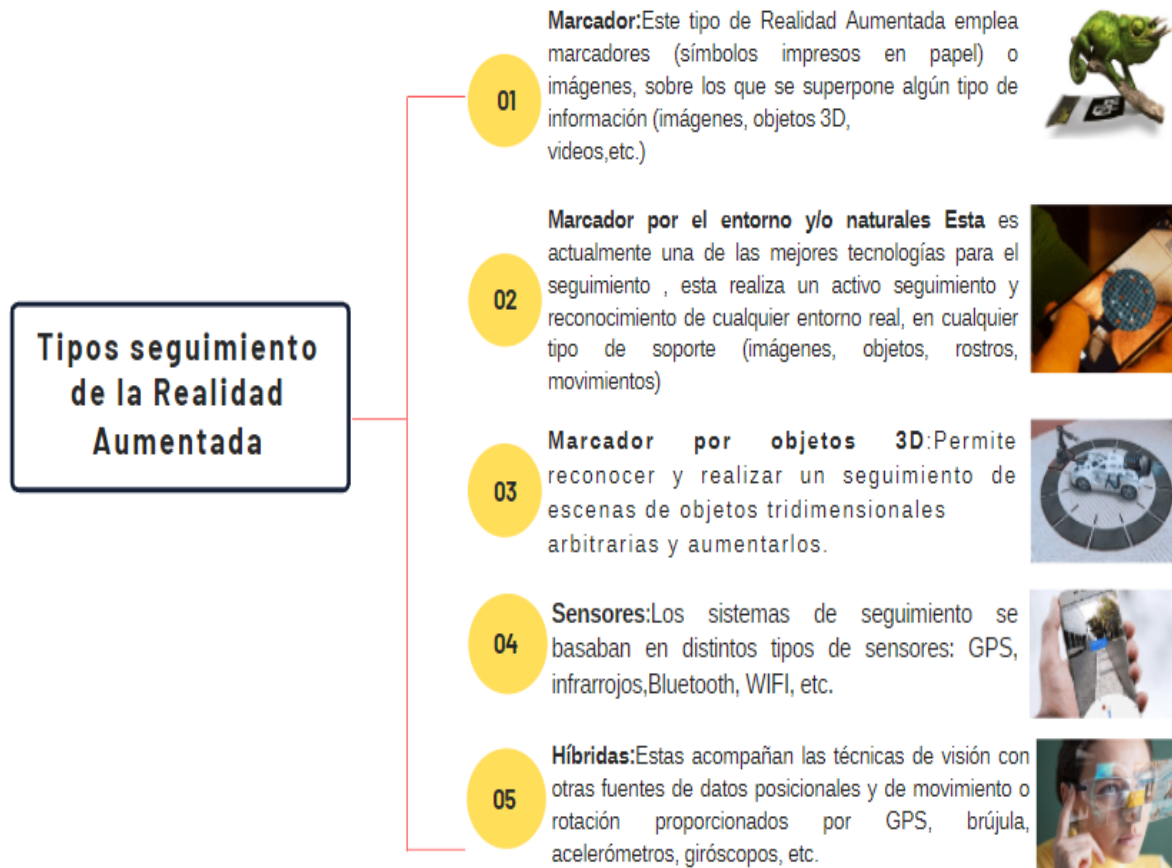 Tipos seguimiento
de la Realidad
Aumentada
01
Marcador:Este tipo de Realidad Aumentada emplea
marcadores (símbolos impresos en papel) o
imágenes, sobre los que se superpone algún tipo de
información (imágenes, objetos 3D,
videos,etc.)
02
Marcador por el entorno y/o naturales Esta es
actualmente una de las mejores tecnologías para el
seguimiento , esta realiza un activo seguimiento y
reconocimiento de cualquier entorno real, en cualquier
tipo de soporte (imágenes, objetos, rostros,
movimientos)
03
Marcador por objetos 3D:Permite
reconocer y realizar un seguimiento de
escenas de objetos tridimensionales
arbitrarias y aumentarlos.
04
Sensores:Los sistemas de seguimiento se
basaban en distintos tipos de sensores: GPS,
infrarrojos,Bluetooth, WIFI, etc.
05
Híbridas:Estas acompañan las técnicas de visión con
otras fuentes de datos posicionales y de movimiento o
rotación proporcionados por GPS, brújula,
acelerómetros, giróscopos, etc.